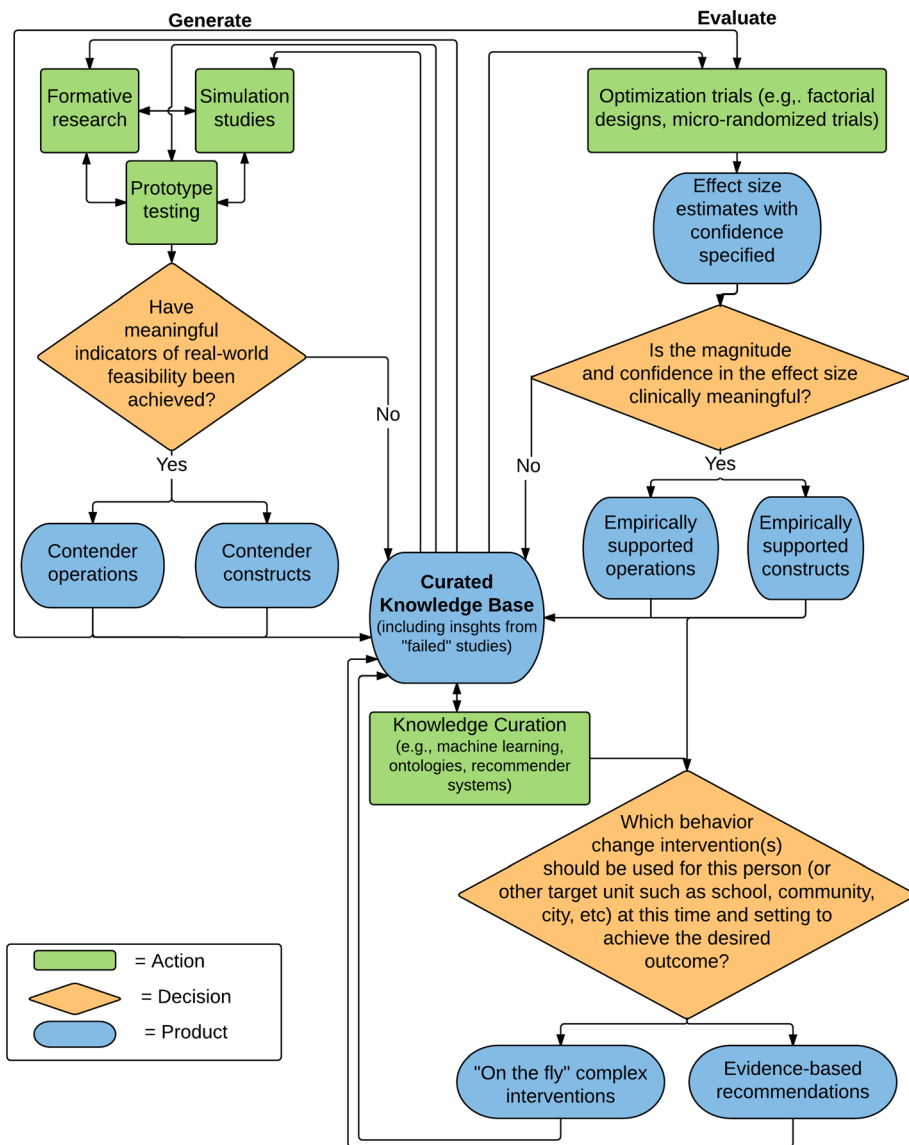 Generate
Evaluate
Formative
research
Simulation
studies
Prototype
testing
Have
meaningful
indicators of real-world
feasibility been
achieved?
No
Yes
Contender
operations
Contender
constructs
Optimization trials (e.g,. factorial
designs, micro-randomized trials)
Effect size
estimates with
confidence
specified
Is the magnitude
and confidence in the effect size
clinically meaningful?
No
Yes
Empirically
supported
operations
Empirically
supported
constructs
Curated
Knowledge Base
(including insghts from
"failed" studies)
Knowledge Curation
(e.g., machine learning,
ontologies, recommender
systems)
Which behavior
change intervention(s)
should be used for this person (or
other target unit such as school, community,
city, etc) at this time and setting to
achieve the desired
outcome?
"On the fly" complex
interventions
Evidence-based
recommendations
= Action
= Decision
= Product